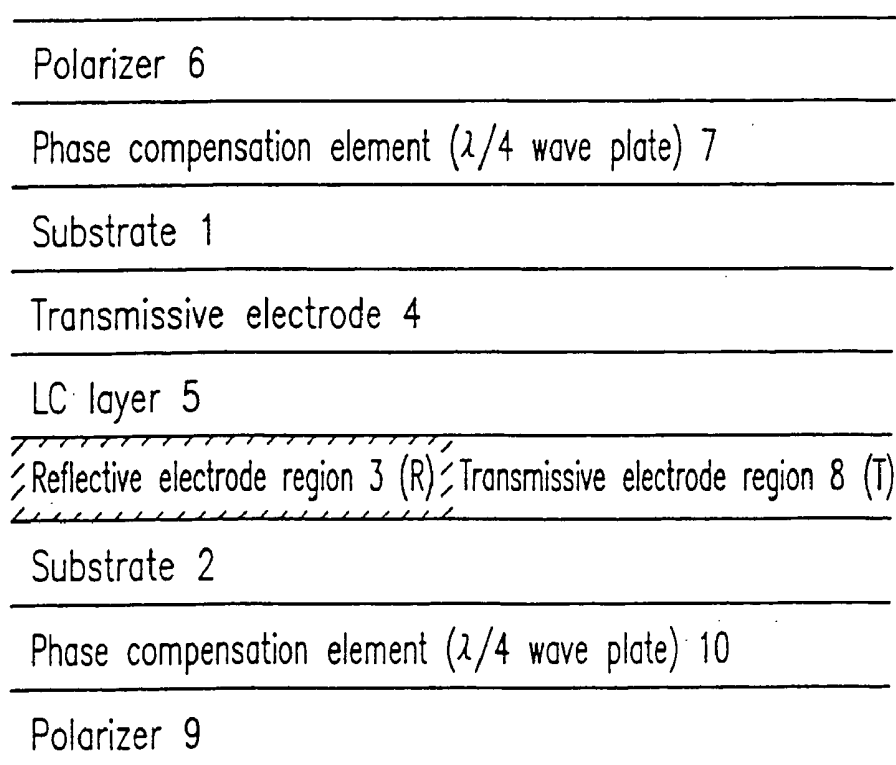 Polarizer 6
Phase compensation element (λ/4 wave plate) 7
Substrate 1
Transmissive electrode 4
LC layer 5
Reflective electrode region 3 (R) Transmissive electrode region 8 (T)
Substrate 2
Phase compensation element (λ/4 wave plate) 10
Polarizer 9